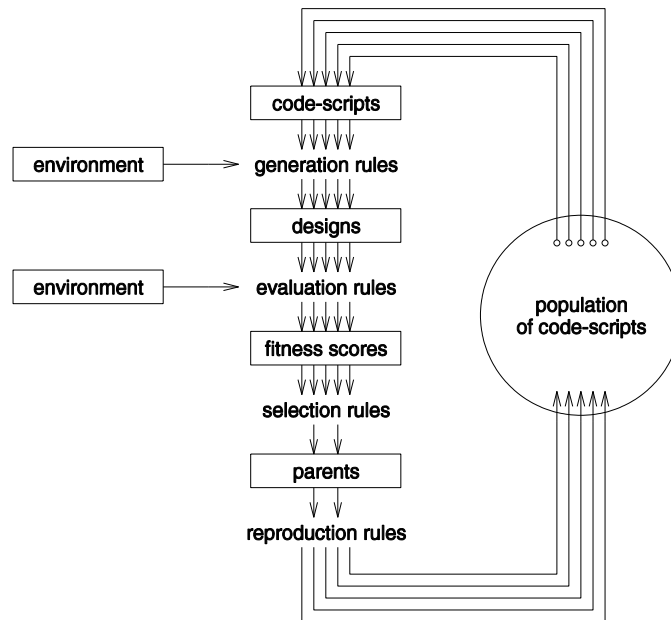 code-scripts
environment
generation rules
designs
environment
evaluation rules
population
of code-scripts
fitness scores
selection rules
parents
reproduction rules